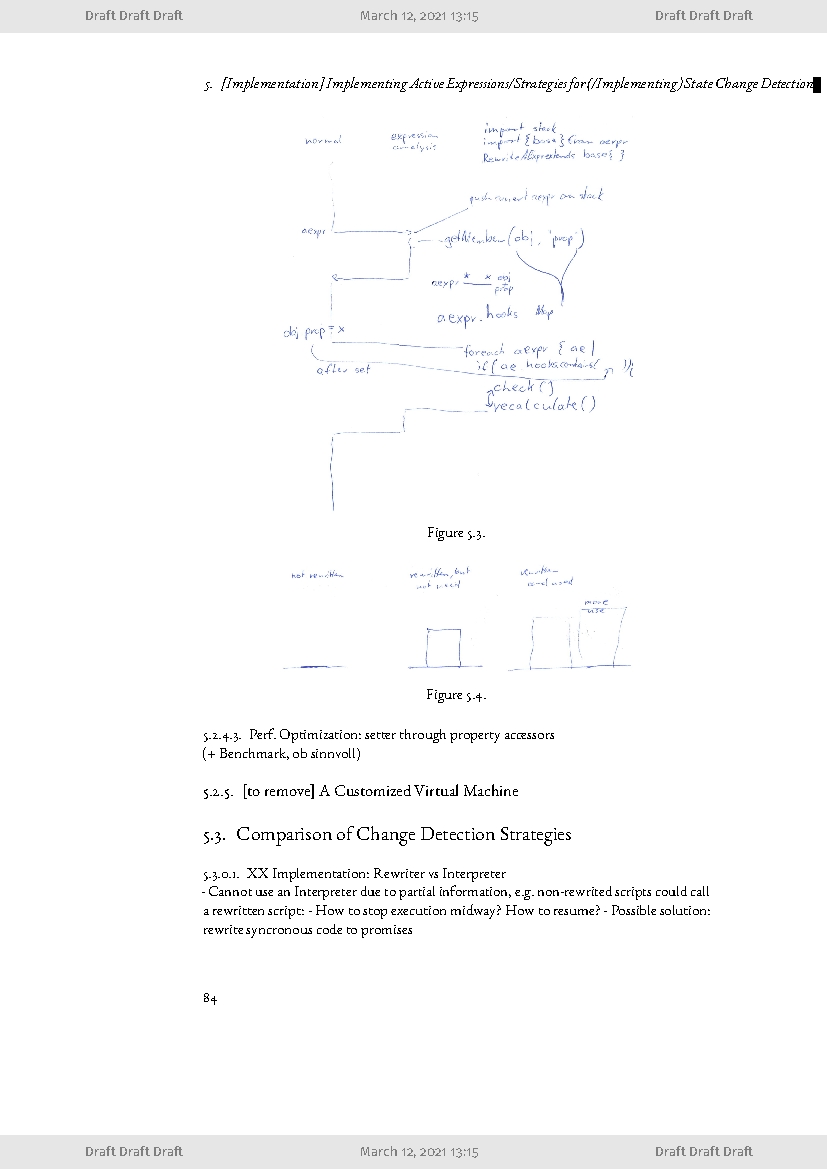 Draft Draft Draft March 12, 2021 13:15 Draft Draft Draft
5. [Implementation] Implementing Active Expressions/Strategies for (/Implementing) State Change Detection
normal
expression
analysis
import stack
import {base} from aexpr
RewriteAExpr extends base{ }
push current aexpr on stack
aexpr
getMember(obj, 'prop')
aexpr * * obj
prop
aexpr.hooks Map
obj prop = x
foreach aexpr { ae |
if (ae hooks.contains(
after set
check()
recalculate()
Figure 5.3.
not rewritten
rewritten, but
not used
rewritten
and used
more
use
Figure 5.4.
5.2.4.3. Perf. Optimization: setter through property accessors
(+ Benchmark, ob sinnvoll)
5.2.5. [to remove] A Customized Virtual Machine
5.3. Comparison of Change Detection Strategies
5.3.0.1. XX Implementation: Rewriter vs Interpreter
- Cannot use an Interpreter due to partial information, e.g. non-rewrited scripts could call
a rewritten script: - How to stop execution midway? How to resume? - Possible solution:
rewrite syncronous code to promises
84
Draft Draft Draft March 12, 2021 13:15 Draft Draft Draft